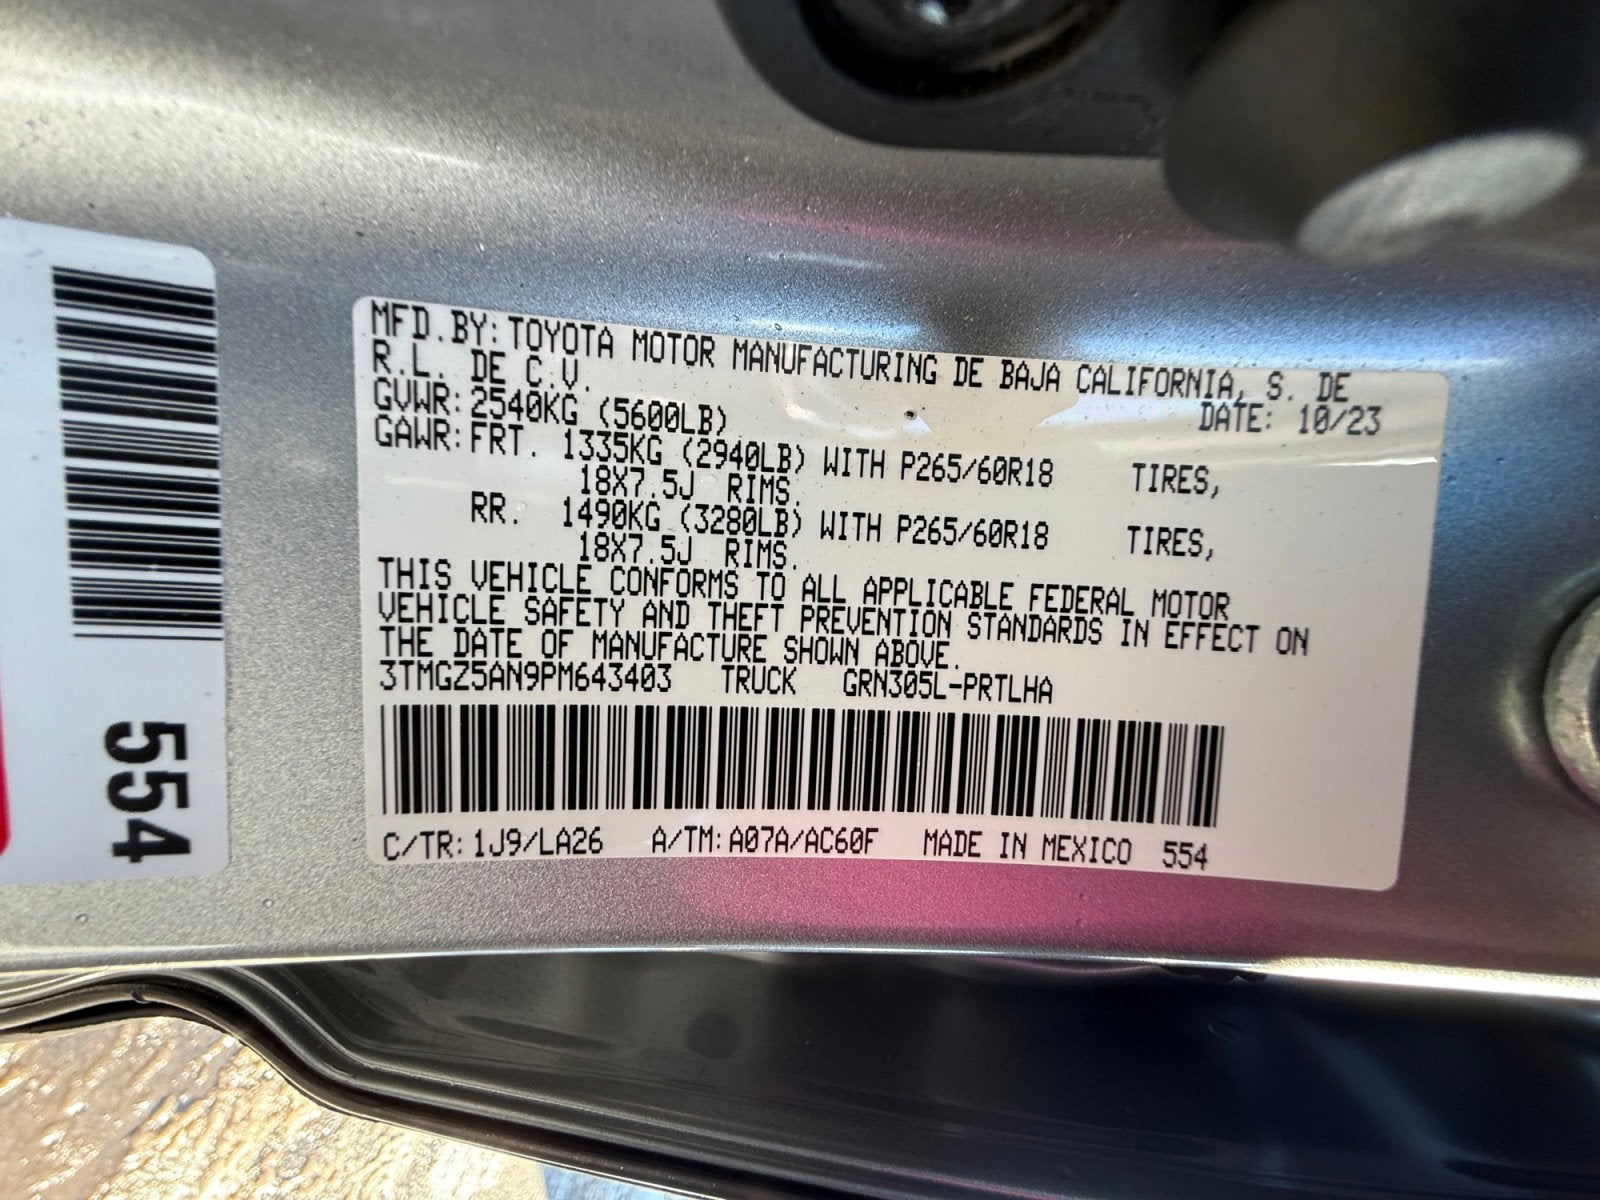 MFD.BY: TOYOTA MOTOR MANUFACTURING DE BAJA CALIFORNIA, S. DE
R.L. DE C.V.
DATE: 10/23
GVWR: 2540KG (5600LB)
GAWR: FRT. 1335KG (2940LB) WITH P265/60R18 TIRES,
18X7.5J RIMS.
RR. 1490KG (3280LB) WITH P265/60R18 TIRES,
18X7.5J RIMS.
THIS VEHICLE CONFORMS TO ALL APPLICABLE FEDERAL MOTOR
VEHICLE SAFETY AND THEFT PREVENTION STANDARDS IN EFFECT ON
THE DATE OF MANUFACTURE SHOWN ABOVE.
3TMGZ5AN9PM643403 TRUCK GRN305L-PRTLHA
C/TR: 1J9/LA26 A/TM: A07A/AC60F MADE IN MEXICO 554
554